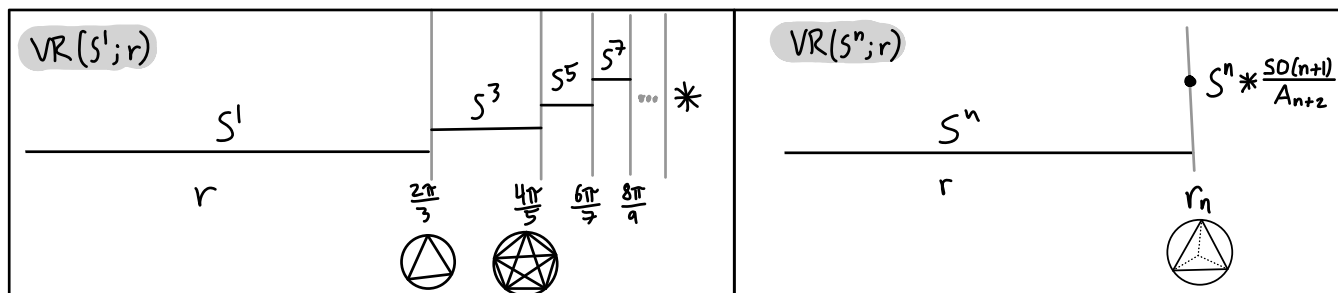 VR(S¹; r)
S¹
S³
S⁵
S⁷
... *
r
2π/3
4π/5
6π/7
8π/9
VR(Sⁿ; r)
Sⁿ
Sⁿ * SO(n+1)/Aₙ₊₂
r
rₙ